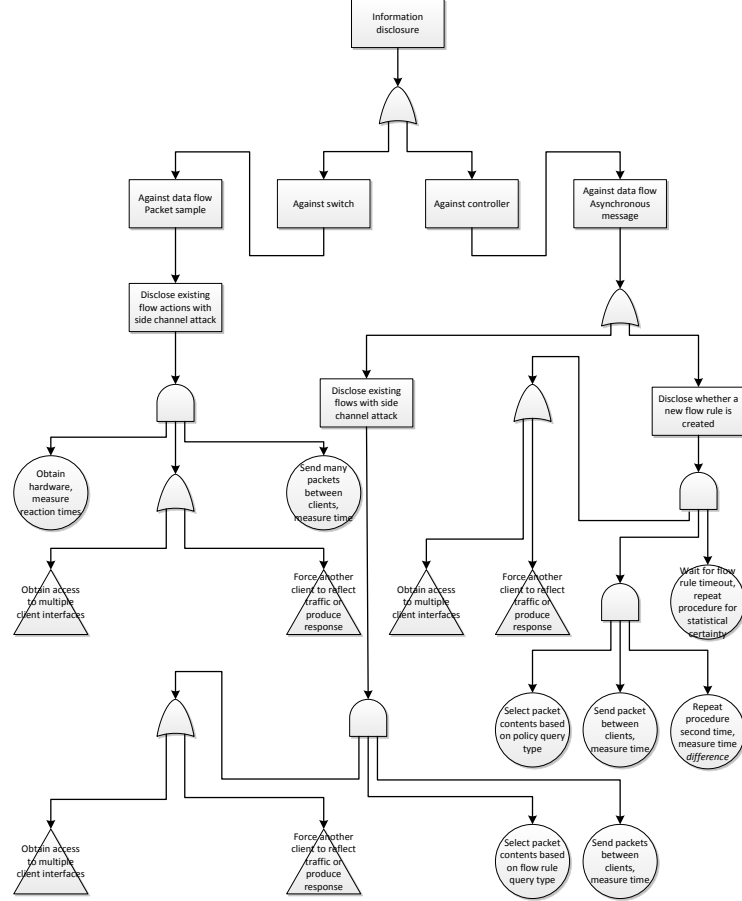 Information
disclosure
Against data flow
Packet sample
Against switch
Against controller
Against data flow
Asynchronous
message
Disclose existing
flow actions with
side channel attack
Disclose existing
flows with side
channel attack
Disclose whether a
new flow rule is
created
Obtain
hardware,
measure
reaction times
Send many
packets
between
clients,
measure time
Obtain access
to multiple
client interfaces
Force another
client to reflect
traffic or
produce
response
Obtain access
to multiple
client interfaces
Force another
client to reflect
traffic or
produce
response
Wait for flow
rule timeout,
repeat
procedure for
statistical
certainty
Select packet
contents based
on policy query
type
Send packet
between
clients,
measure time
Repeat
procedure
second time,
measure time
difference
Obtain access
to multiple
client interfaces
Force another
client to reflect
traffic or
produce
response
Select packet
contents based
on flow rule
query type
Send packets
between
clients,
measure time